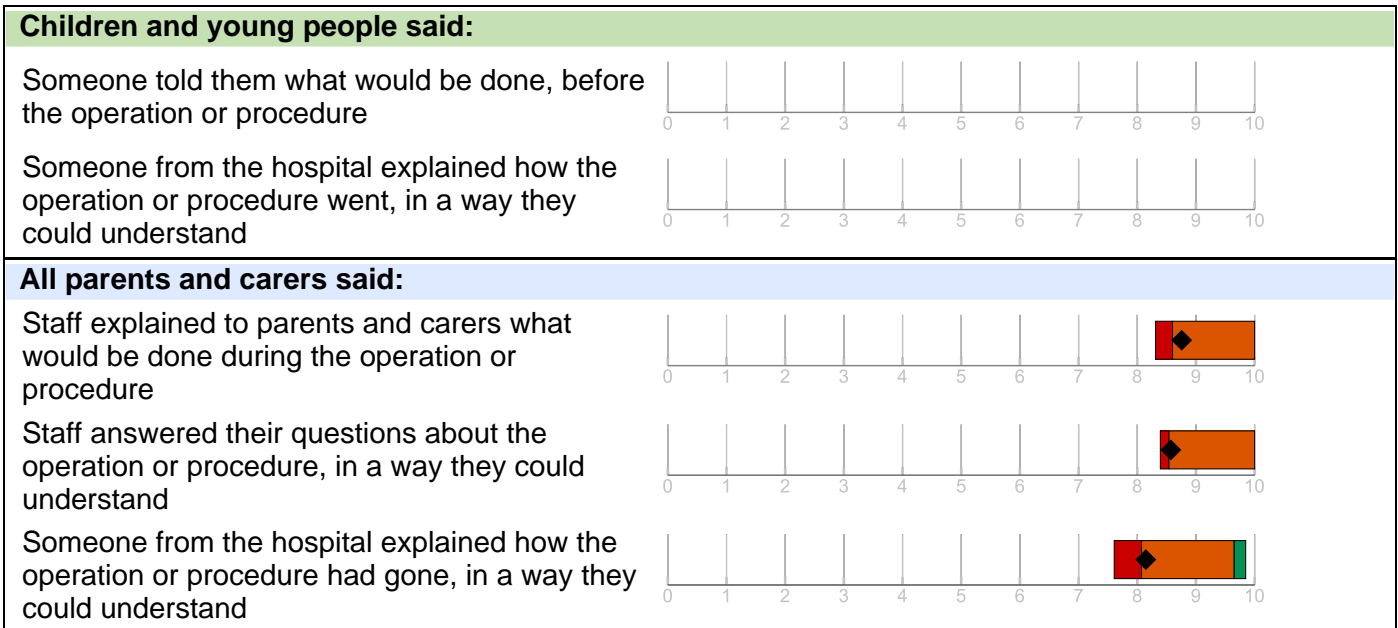 Children and young people said:
Someone told them what would be done, before
the operation or procedure
0 1 2 3 4 5 6 7 8 9 10
Someone from the hospital explained how the
operation or procedure went, in a way they
could understand
0 1 2 3 4 5 6 7 8 9 10
All parents and carers said:
Staff explained to parents and carers what
would be done during the operation or
procedure
0 1 2 3 4 5 6 7 8 9 10
Staff answered their questions about the
operation or procedure, in a way they could
understand
0 1 2 3 4 5 6 7 8 9 10
Someone from the hospital explained how the
operation or procedure had gone, in a way they
could understand
0 1 2 3 4 5 6 7 8 9 10